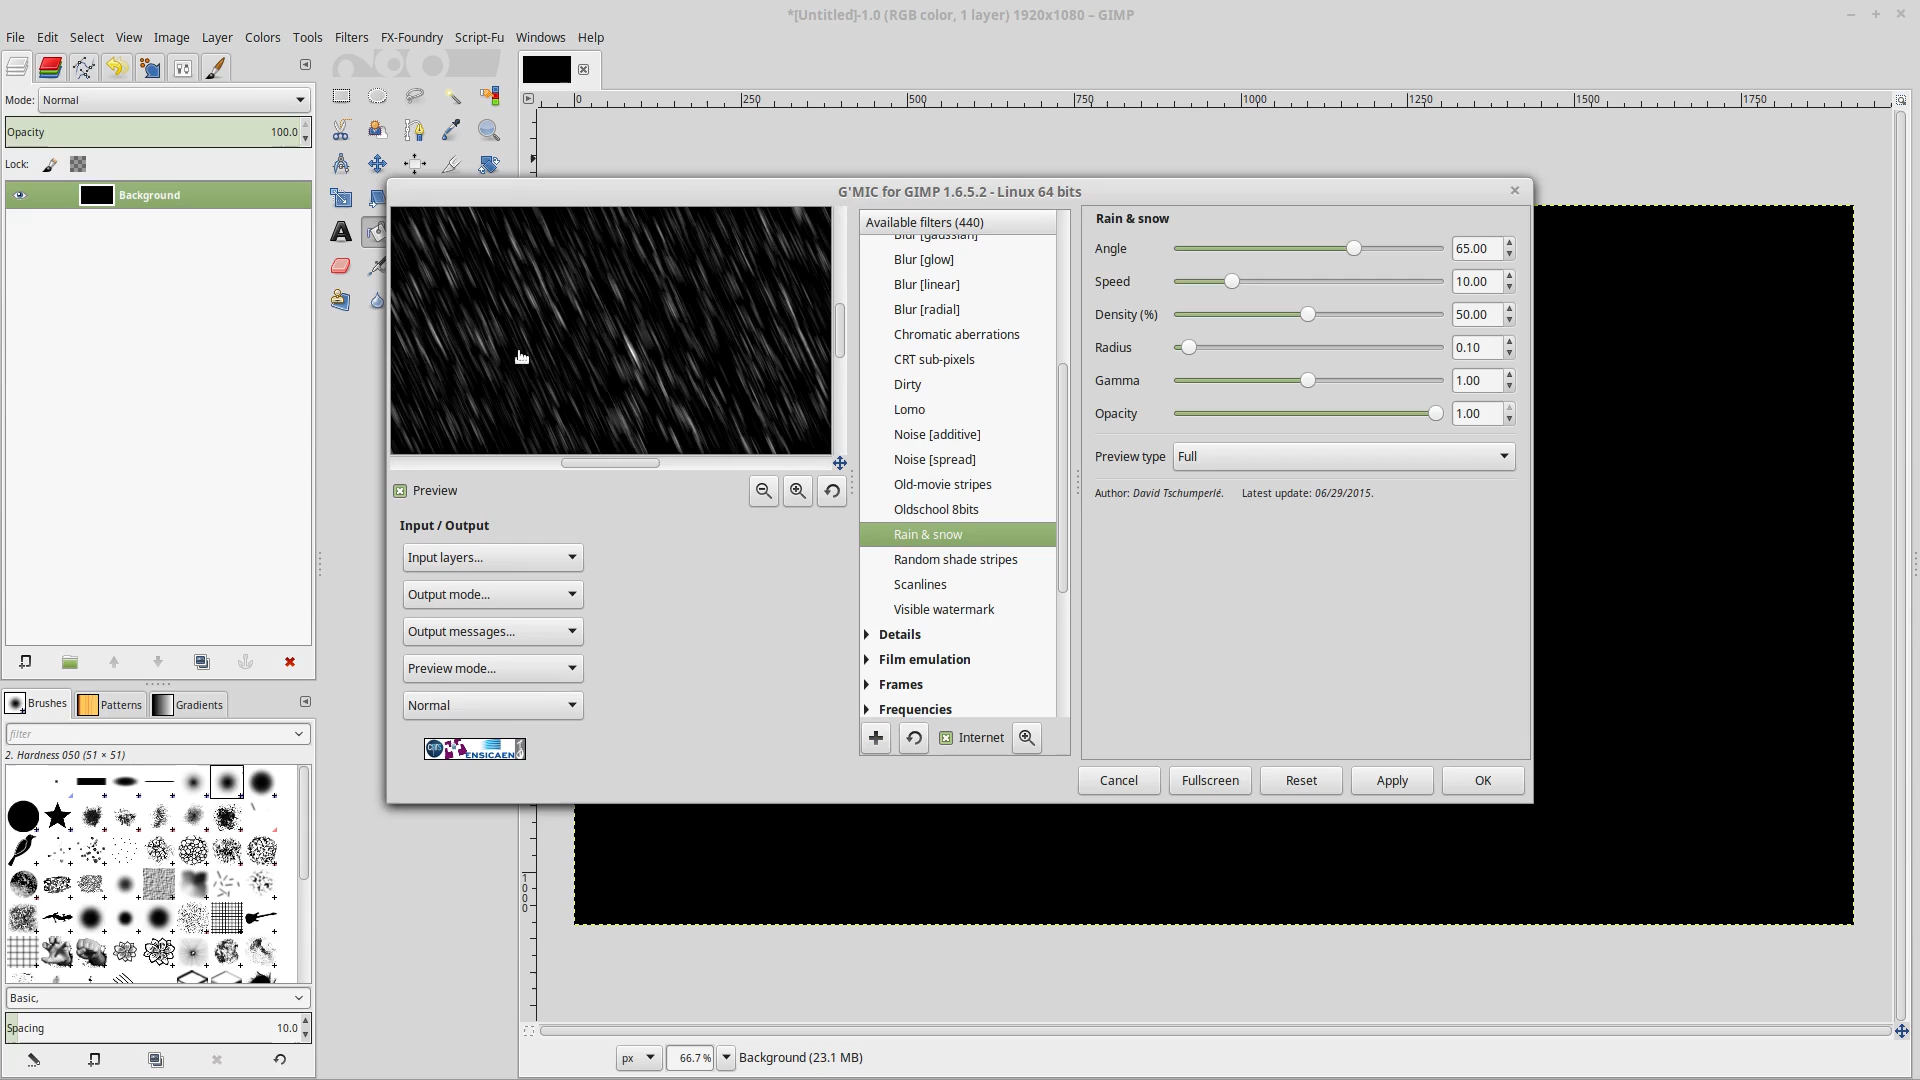 *[Untitled]-1.0 (RGB color, 1 layer) 1920x1080 – GIMP
File Edit Select View Image Layer Colors Tools Filters FX-Foundry Script-Fu Windows Help
Mode: Normal
Opacity 100.0
Lock:
Background
0 250 500 750 1000 1250 1500 1750
G'MIC for GIMP 1.6.5.2 - Linux 64 bits
Preview
Input / Output
Input layers...
Output mode...
Output messages...
Preview mode...
Normal
ENSICAEN
Available filters (440)
Blur [gaussian]
Blur [glow]
Blur [linear]
Blur [radial]
Chromatic aberrations
CRT sub-pixels
Dirty
Lomo
Noise [additive]
Noise [spread]
Old-movie stripes
Oldschool 8bits
Rain & snow
Random shade stripes
Scanlines
Visible watermark
Details
Film emulation
Frames
Frequencies
Internet
Rain & snow
Angle 65.00
Speed 10.00
Density (%) 50.00
Radius 0.10
Gamma 1.00
Opacity 1.00
Preview type Full
Author: David Tschumperlé. Latest update: 06/29/2015.
Cancel Fullscreen Reset Apply OK
Brushes Patterns Gradients
filter
2. Hardness 050 (51 × 51)
Basic,
Spacing 10.0
1000
px 66.7 % Background (23.1 MB)